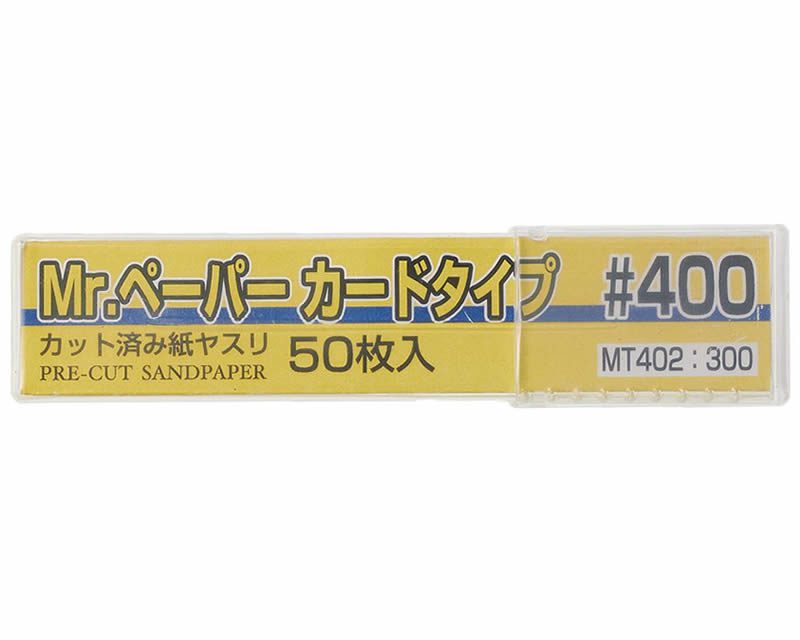 Mr.ペーパー カードタイプ #400
カット済み紙ヤスリ 50枚入
PRE-CUT SANDPAPER
MT402:300